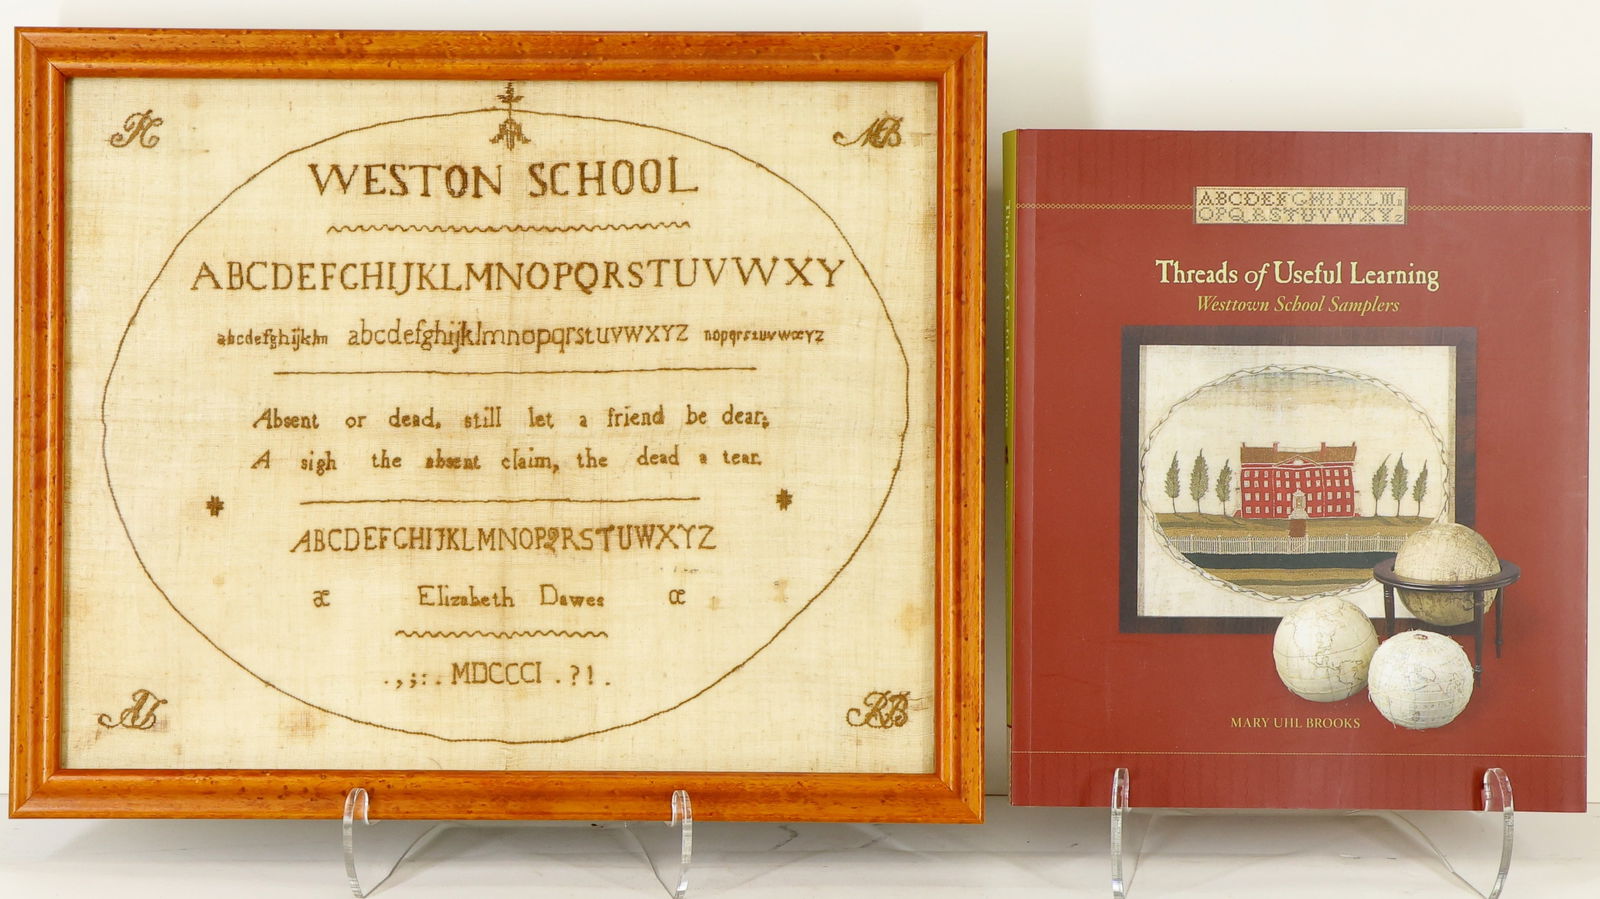 WESTON SCHOOL
ABCDEFGHIJKLMNOPQRSTUVWXY
abcdefghijklm abcdefghijklmnopqrstuvwxyz nopqrstuvwœyz
Absent or dead, still let a friend be dear;
A sigh the absent claim, the dead a tear.
ABCDEFGHIJKLMNOPQRSTUWXYZ
æ Elizabeth Dawes œ
.,;:. MDCCCI .?!.
MB
RB
ABCDEFGHIJKLM
OPQRSTUVWXYZ
Threads of Useful Learning
Westtown School Samplers
MARY UHL BROOKS